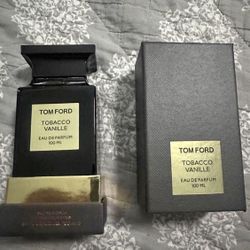 TOM FORD
TOBACCO
VANILLE
EAU DE PARFUM
100 ML
TOM FORD
TOBACCO
VANILLE
EAU DE PARFUM
100 ML